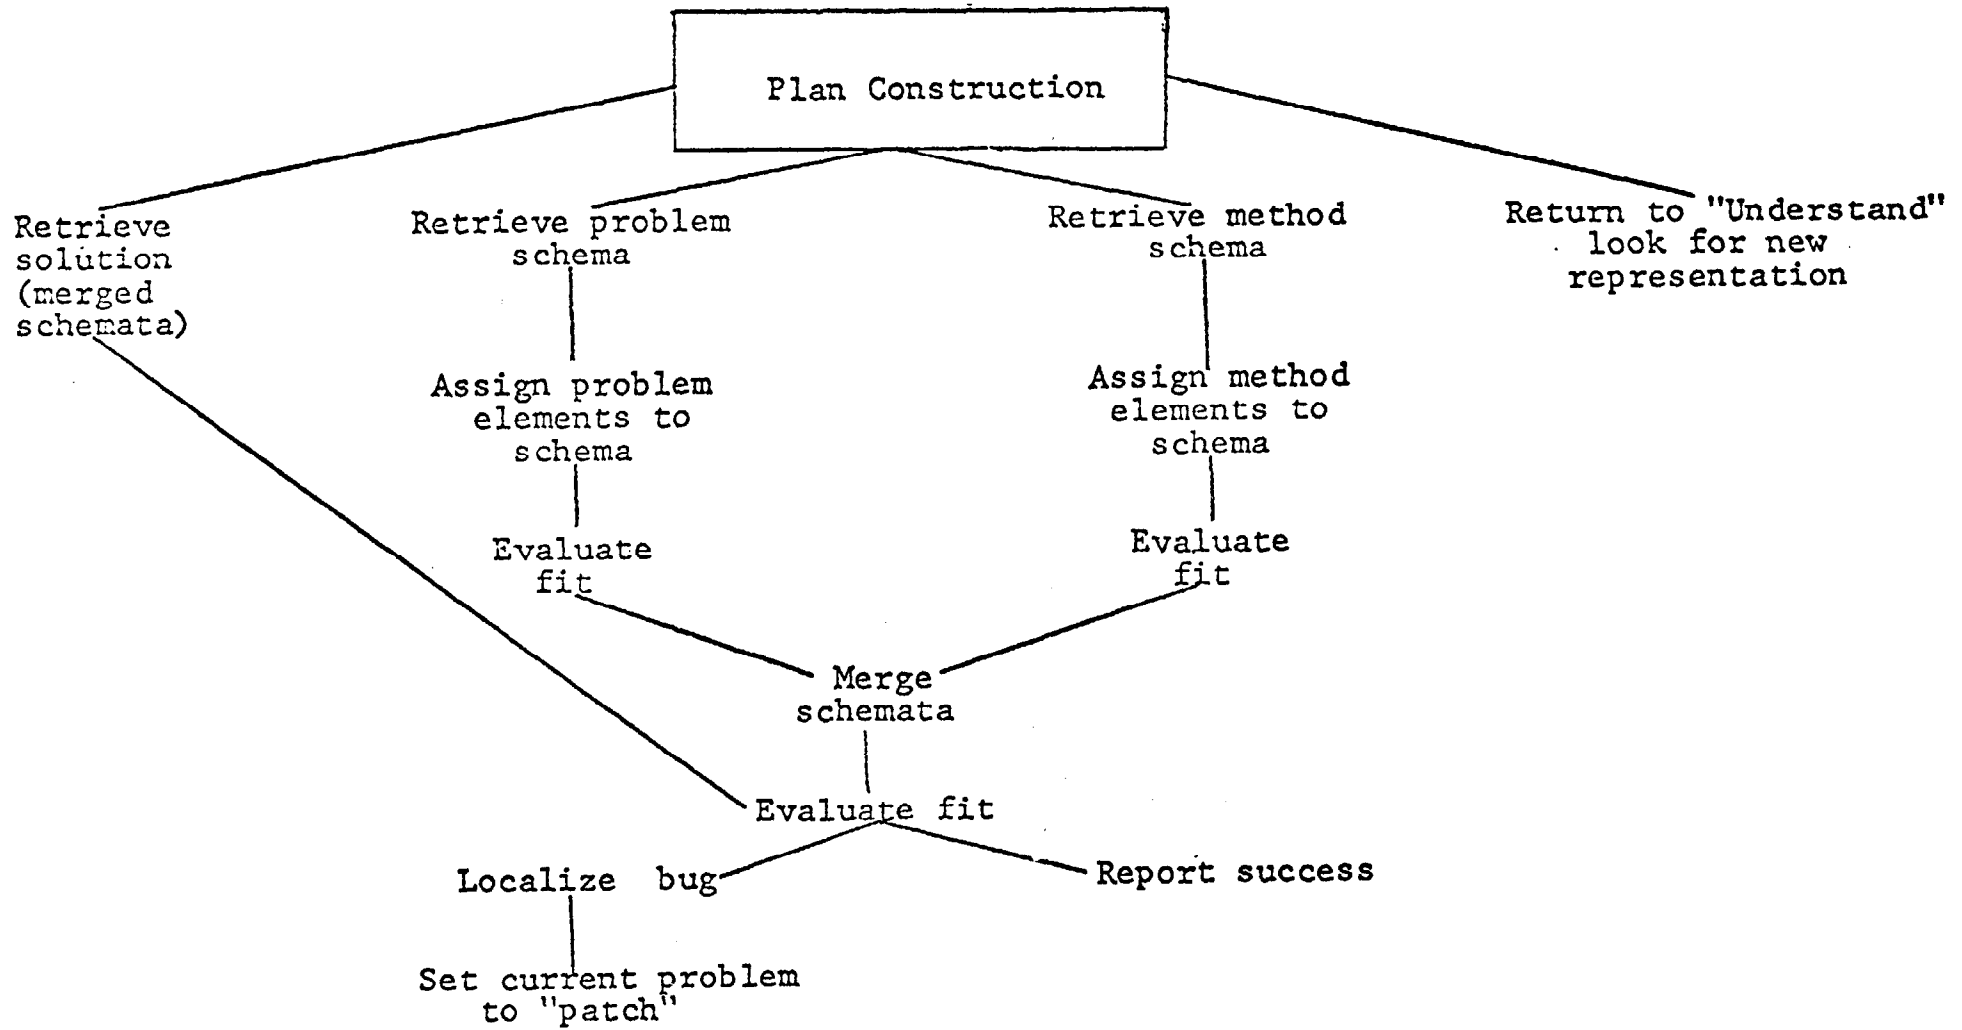 Plan Construction
Retrieve
solution
(merged
schemata)
Retrieve problem
schema
Retrieve method
schema
Return to "Understand"
look for new
representation
Assign problem
elements to
schema
Assign method
elements to
schema
Evaluate
fit
Evaluate
fit
Merge
schemata
Evaluate fit
Localize bug
Report success
Set current problem
to "patch"